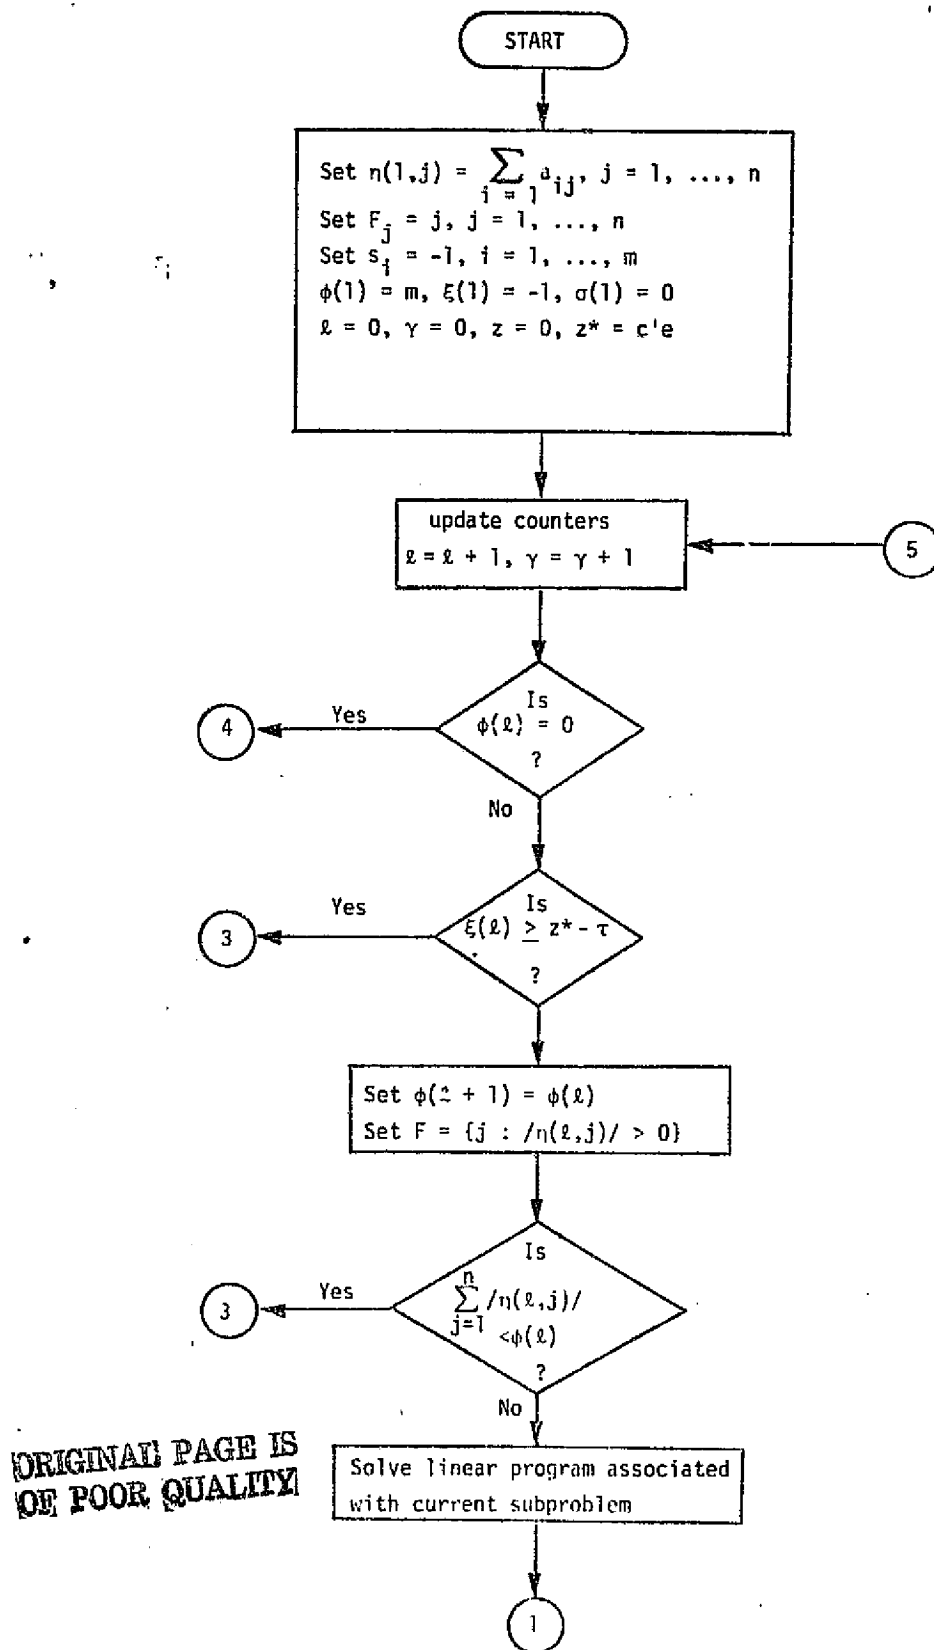 START
Set η(1,j) = ∑ a_ij, j = 1, ..., n
i = 1
Set F_j = j, j = 1, ..., n
Set s_i = -1, i = 1, ..., m
φ(1) = m, ξ(1) = -1, σ(1) = 0
ℓ = 0, γ = 0, z = 0, z* = c'e
update counters
ℓ = ℓ + 1, γ = γ + 1
5
Is
φ(ℓ) = 0
?
Yes
4
No
Is
ξ(ℓ) ≥ z* - τ
?
Yes
3
Set φ( + 1) = φ(ℓ)
Set F = {j : /η(ℓ,j)/ > 0}
Is
n
∑ /η(ℓ,j)/
j=1
<φ(ℓ)
?
Yes
3
No
ORIGINAL PAGE IS
OF POOR QUALITY
Solve linear program associated
with current subproblem
1